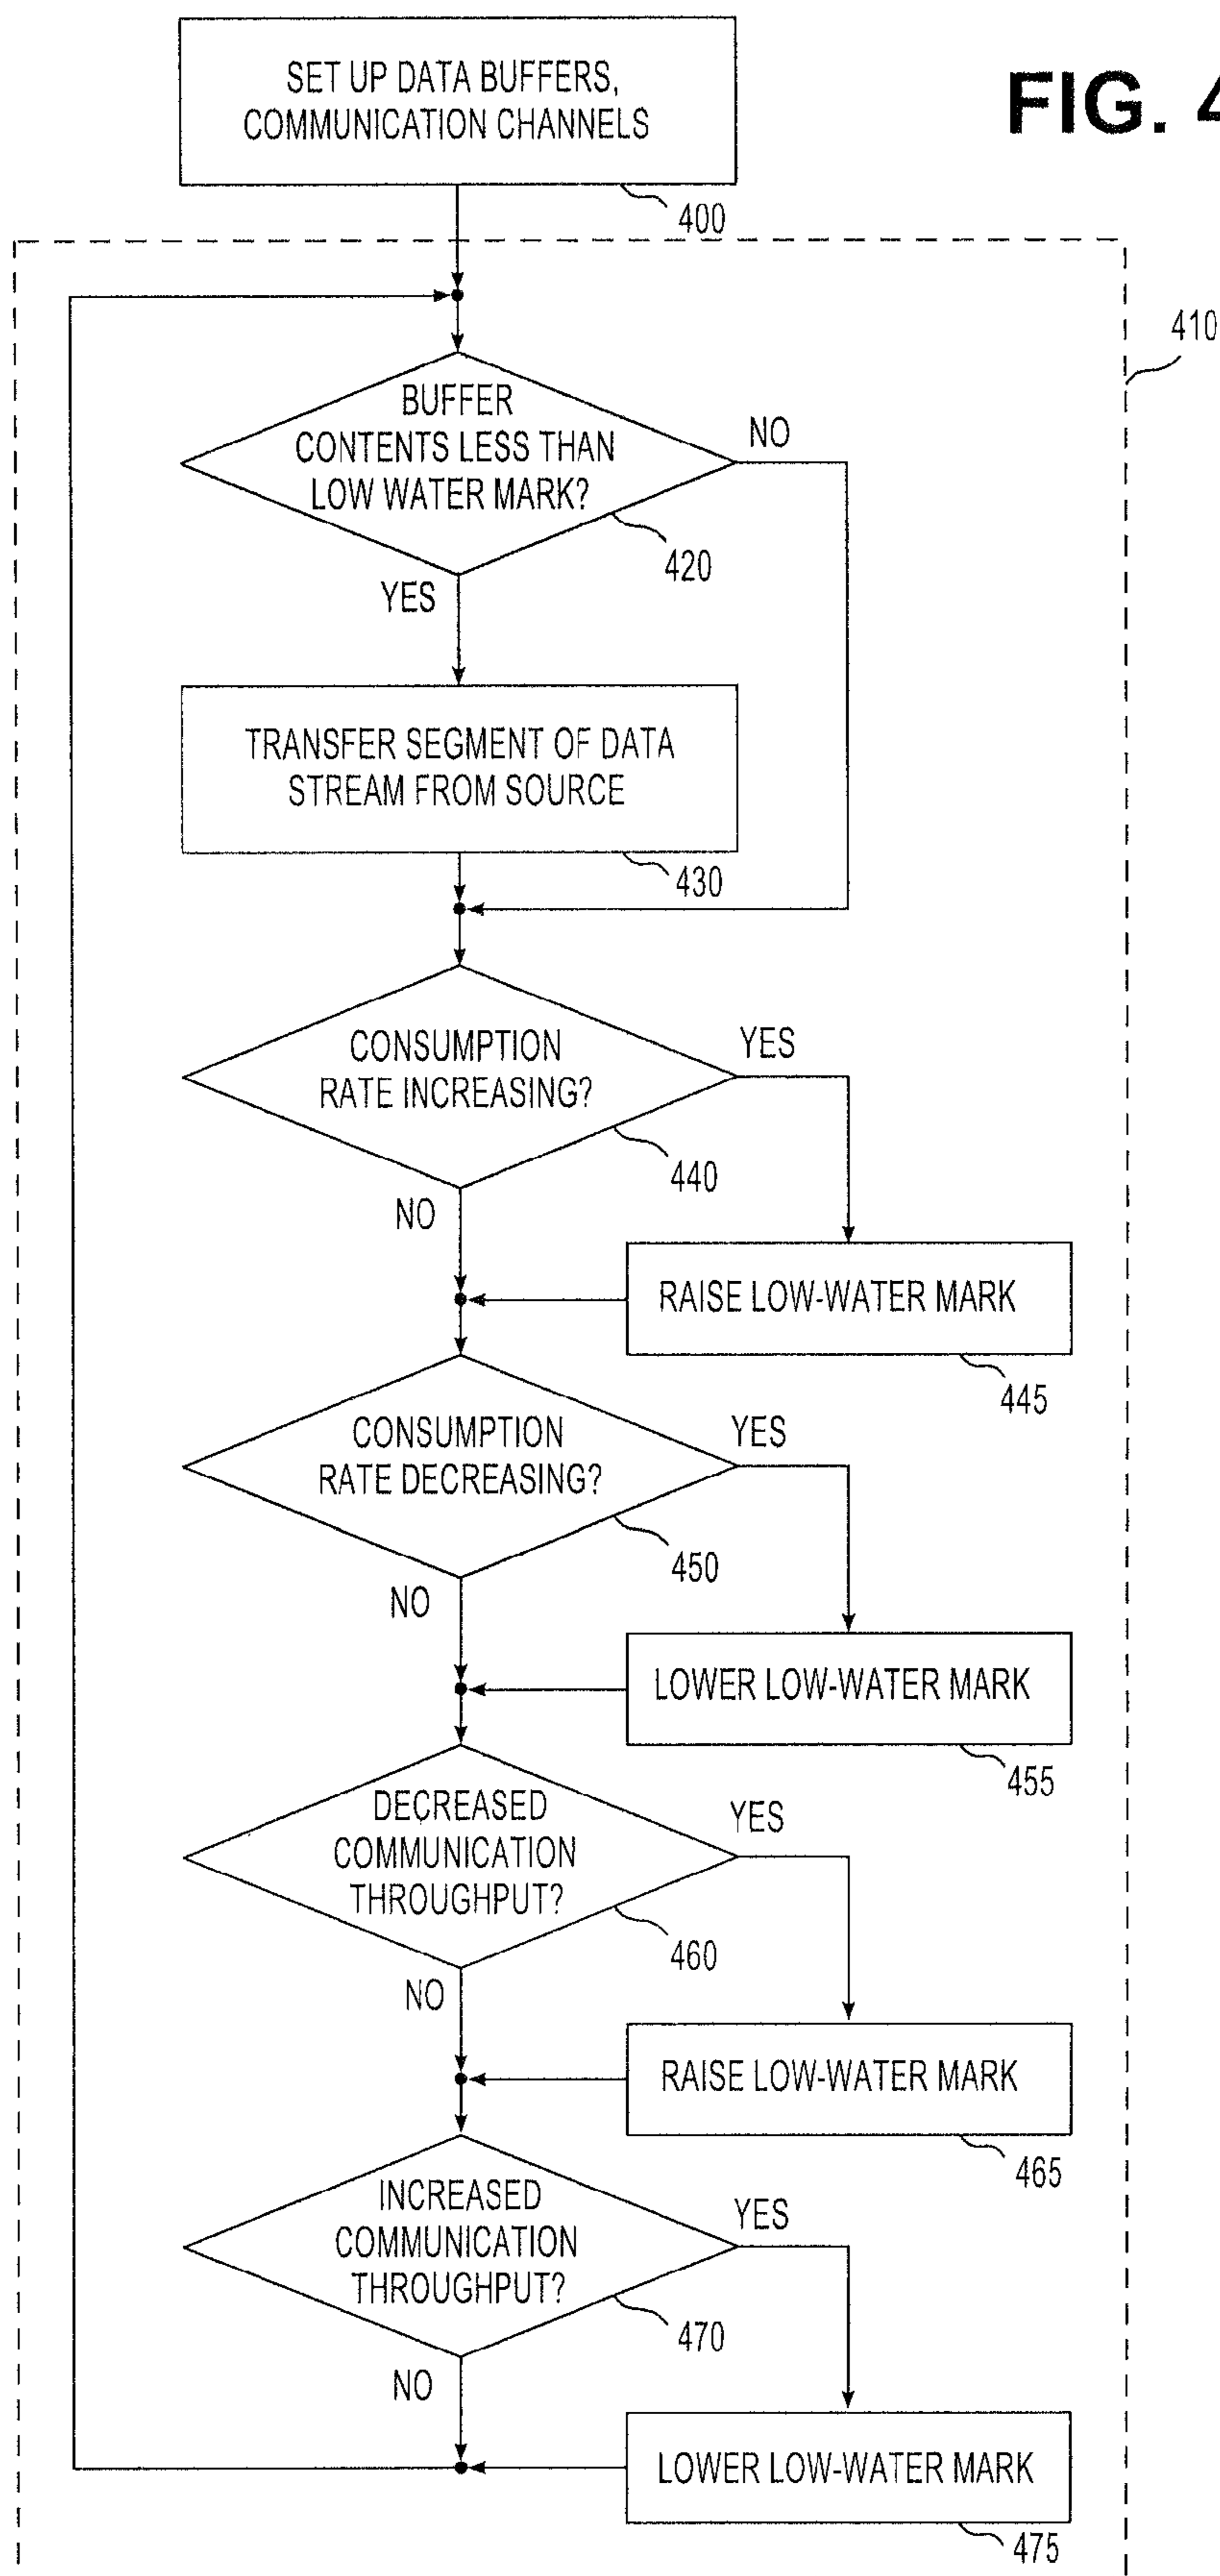 SET UP DATA BUFFERS,
COMMUNICATION CHANNELS
FIG. 4
400
410
BUFFER
CONTENTS LESS THAN
LOW WATER MARK?
NO
420
YES
TRANSFER SEGMENT OF DATA
STREAM FROM SOURCE
430
CONSUMPTION
RATE INCREASING?
YES
440
NO
RAISE LOW-WATER MARK
445
CONSUMPTION
RATE DECREASING?
YES
450
NO
LOWER LOW-WATER MARK
455
DECREASED
COMMUNICATION
THROUGHPUT?
YES
460
NO
RAISE LOW-WATER MARK
465
INCREASED
COMMUNICATION
THROUGHPUT?
YES
470
NO
LOWER LOW-WATER MARK
475